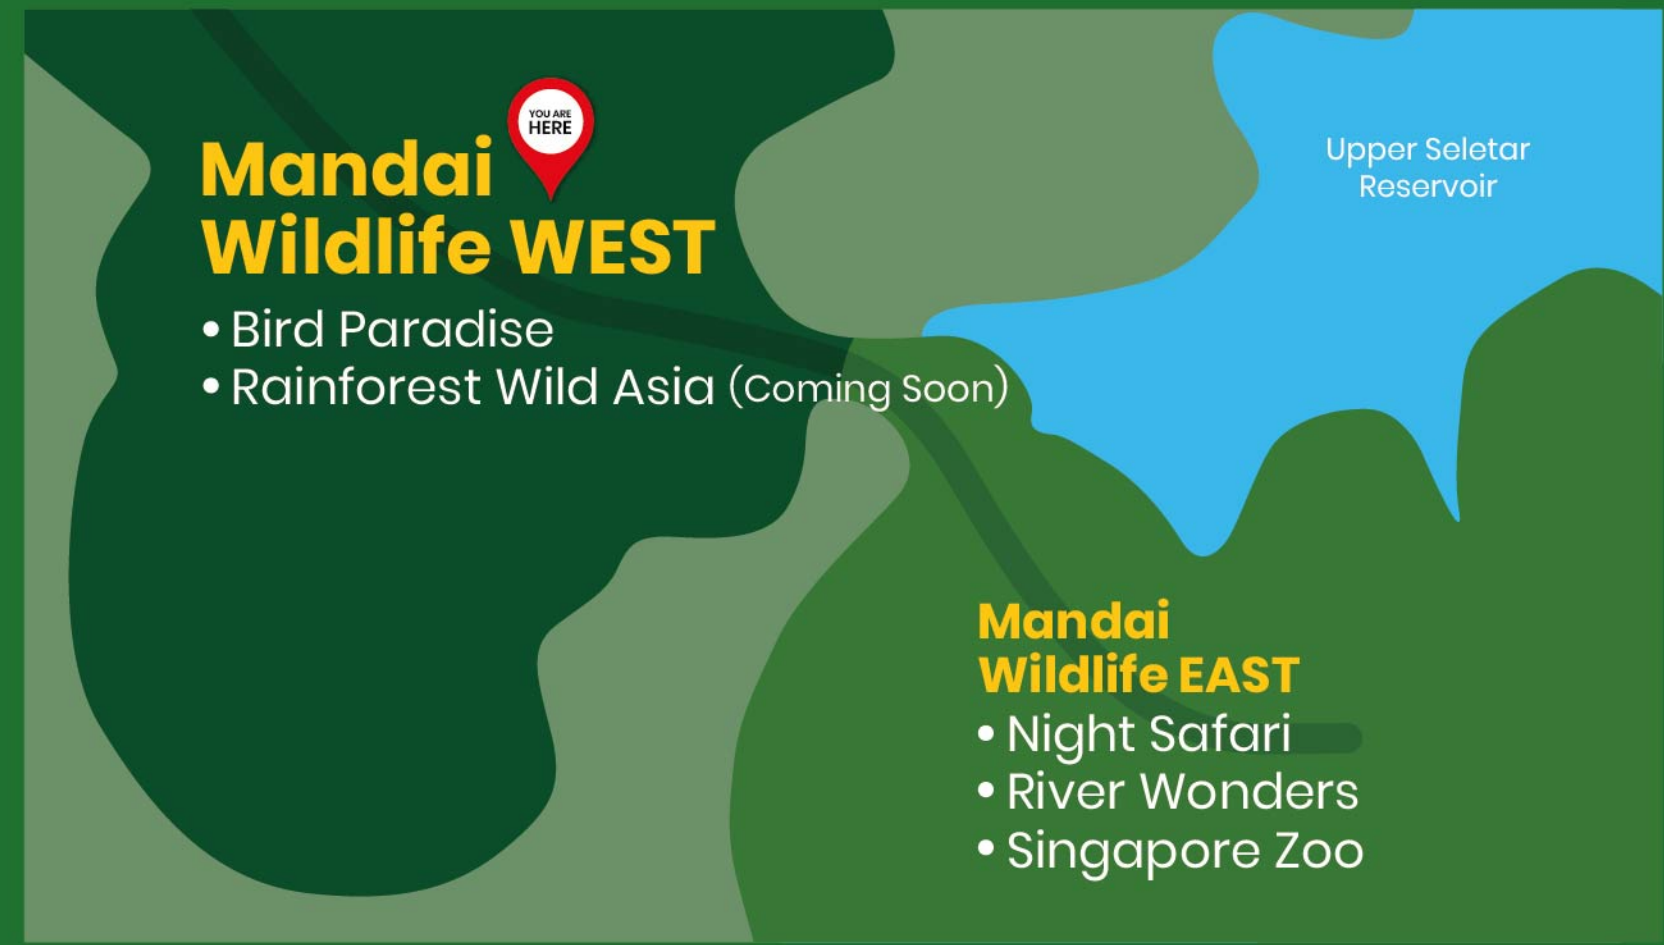 YOU ARE
HERE
Mandai
Wildlife WEST
• Bird Paradise
• Rainforest Wild Asia (Coming Soon)
Upper Seletar
Reservoir
Mandai
Wildlife EAST
• Night Safari
• River Wonders
• Singapore Zoo